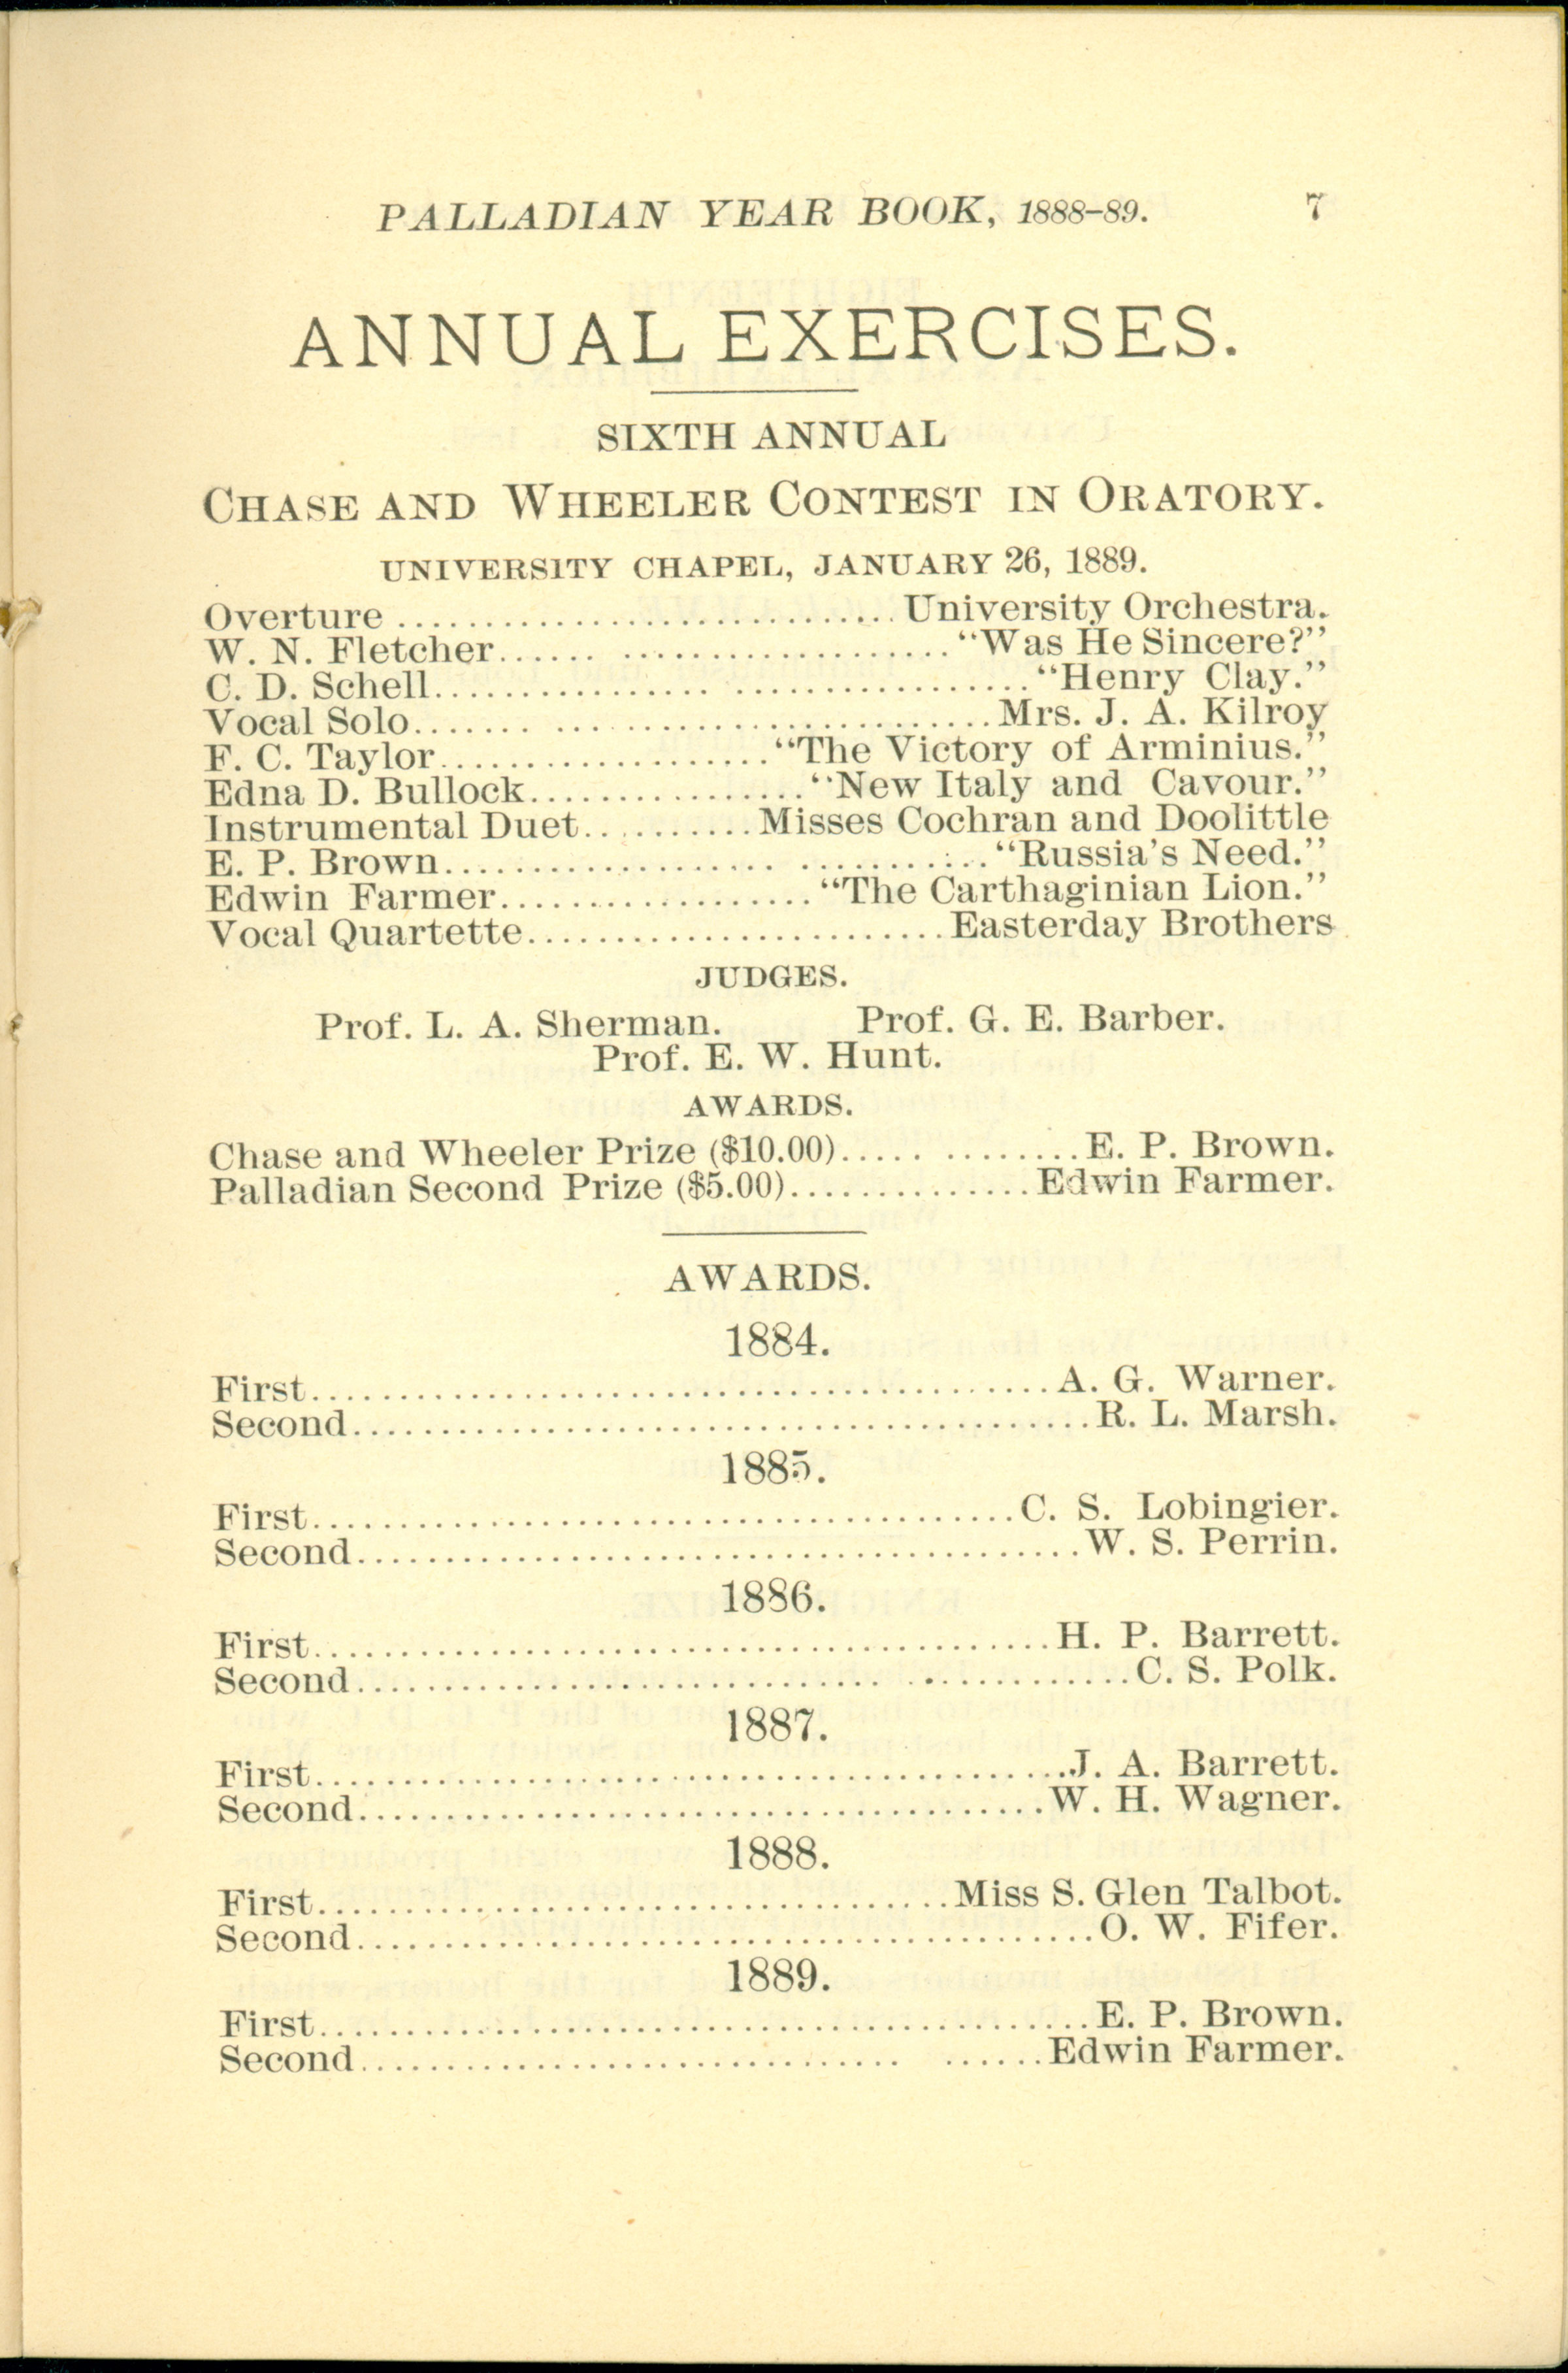 PALLADIAN YEAR BOOK, 1888-89. 7
ANNUAL EXERCISES.
SIXTH ANNUAL
CHASE AND WHEELER CONTEST IN ORATORY.
UNIVERSITY CHAPEL, JANUARY 26, 1889.
Overture ............................ University Orchestra.
W. N. Fletcher...... ................... "Was He Sincere?"
C. D. Schell................ ................. "Henry Clay."
Vocal Solo....... ......................... Mrs. J. A. Kilroy
F. C. Taylor................... "The Victory of Arminius."
Edna D. Bullock................ "New Italy and Cavour."
Instrumental Duet.......... Misses Cochran and Doolittle
E. P. Brown................... ........... "Russia's Need."
Edwin Farmer.................. "The Carthaginian Lion."
Vocal Quartette........................ Easterday Brothers
JUDGES.
Prof. L. A. Sherman. Prof. G. E. Barber.
Prof. E. W. Hunt.
AWARDS.
Chase and Wheeler Prize ($10.00)..... ........ E. P. Brown.
Palladian Second Prize ($5.00).............. Edwin Farmer.
AWARDS.
1884.
First.......................................... A. G. Warner.
Second.......................................... R. L. Marsh.
1885.
First........................................ C. S. Lobingier.
Second......................................... W. S. Perrin.
1886.
First.......................................... H. P. Barrett.
Second.............................. ............. C. S. Polk.
1887.
First........................................... J. A. Barrett.
Second....................................... W. H. Wagner.
1888.
First.................................... Miss S. Glen Talbot.
Second.......................................... O. W. Fifer.
1889.
First............................................ E. P. Brown.
Second............................... ...... Edwin Farmer.